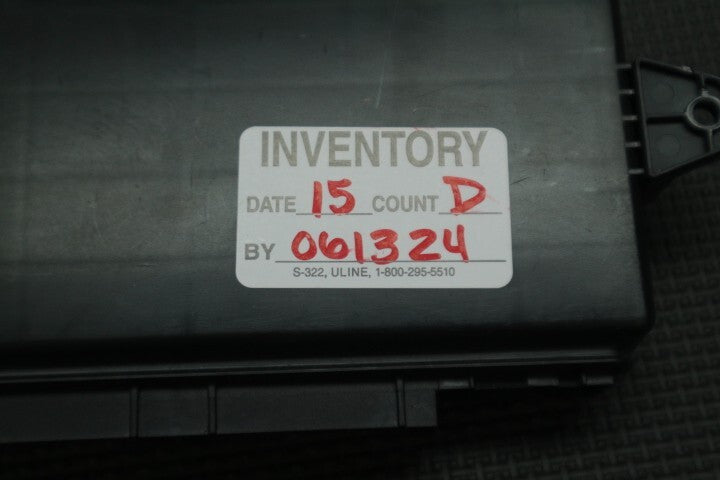 INVENTORY
DATE 15 COUNT D
BY 061324
S-322, ULINE, 1-800-295-5510